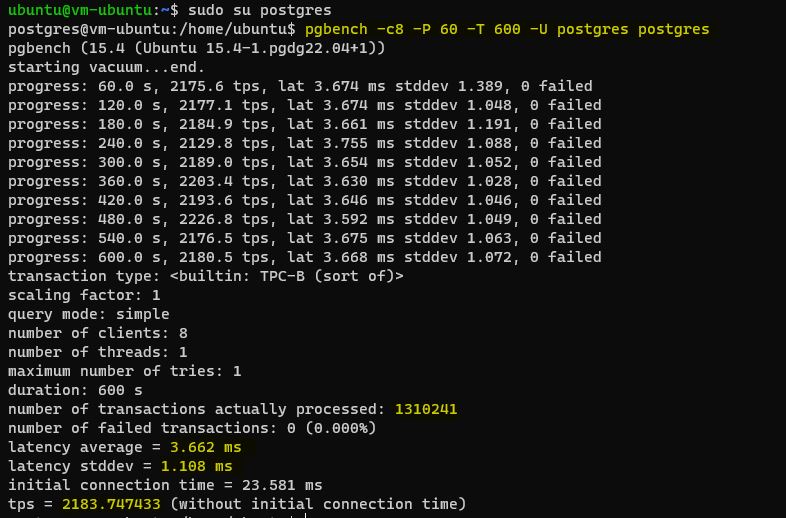 ubuntu@vm-ubuntu:~$ sudo su postgres
postgres@vm-ubuntu:/home/ubuntu$ pgbench -c8 -P 60 -T 600 -U postgres postgres
pgbench (15.4 (Ubuntu 15.4-1.pgdg22.04+1))
starting vacuum...end.
progress: 60.0 s, 2175.6 tps, lat 3.674 ms stddev 1.389, 0 failed
progress: 120.0 s, 2177.1 tps, lat 3.674 ms stddev 1.048, 0 failed
progress: 180.0 s, 2184.9 tps, lat 3.661 ms stddev 1.191, 0 failed
progress: 240.0 s, 2129.8 tps, lat 3.755 ms stddev 1.088, 0 failed
progress: 300.0 s, 2189.0 tps, lat 3.654 ms stddev 1.052, 0 failed
progress: 360.0 s, 2203.4 tps, lat 3.630 ms stddev 1.028, 0 failed
progress: 420.0 s, 2193.6 tps, lat 3.646 ms stddev 1.046, 0 failed
progress: 480.0 s, 2226.8 tps, lat 3.592 ms stddev 1.049, 0 failed
progress: 540.0 s, 2176.5 tps, lat 3.675 ms stddev 1.063, 0 failed
progress: 600.0 s, 2180.5 tps, lat 3.668 ms stddev 1.072, 0 failed
transaction type: <builtin: TPC-B (sort of)>
scaling factor: 1
query mode: simple
number of clients: 8
number of threads: 1
maximum number of tries: 1
duration: 600 s
number of transactions actually processed: 1310241
number of failed transactions: 0 (0.000%)
latency average = 3.662 ms
latency stddev = 1.108 ms
initial connection time = 23.581 ms
tps = 2183.747433 (without initial connection time)